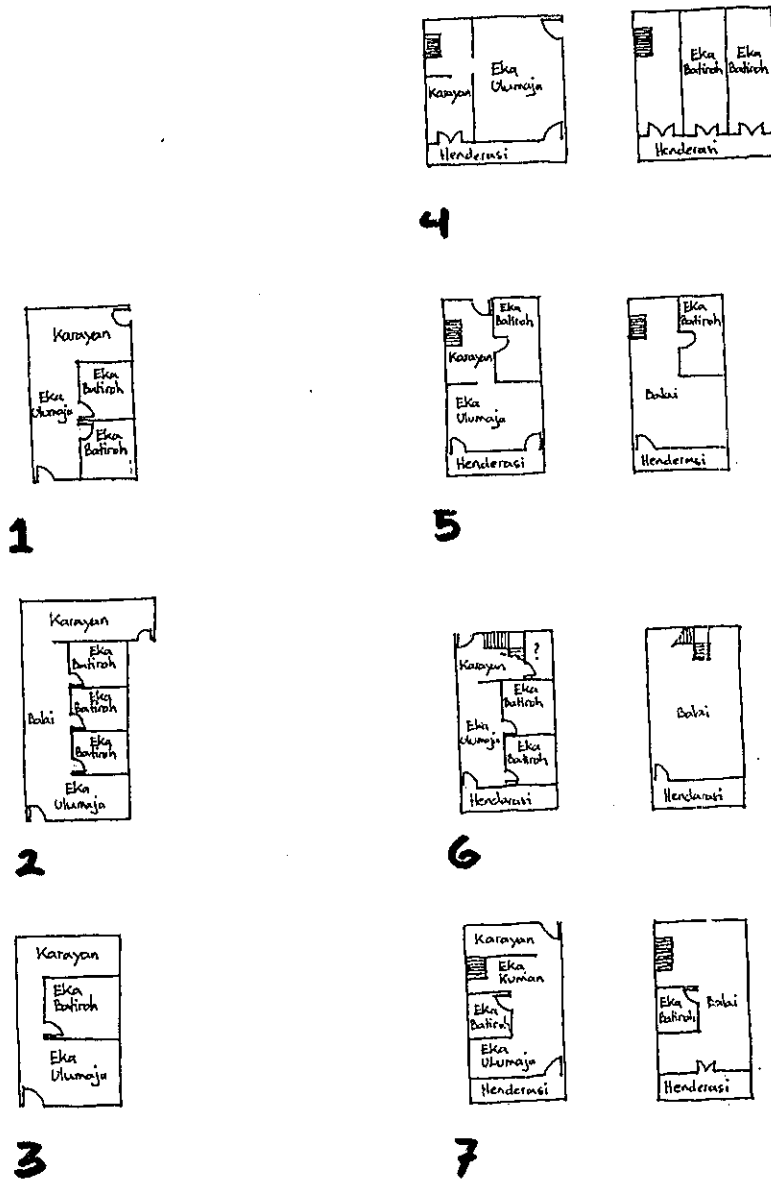 Eka
Ulumaja
Karayan
Henderasi
Eka
Batiroh
Eka
Batiroh
Henderasi
4
Karayan
Eka
Batiroh
Eka
Ulumaja
Eka
Batiroh
1
Eka
Batiroh
Karayan
Eka
Ulumaja
Henderasi
Eka
Batiroh
Balai
Henderasi
5
Karayan
Eka
Batiroh
Balai
Eka
Batiroh
Eka
Batiroh
Eka
Ulumaja
2
Karayan
?
Eka
Batiroh
Eka
Ulumaja
Eka
Batiroh
Hendarasi
Balai
Hendarasi
6
Karayan
Eka
Batiroh
Eka
Ulumaja
3
Karayan
Eka
Kuman
Eka
Batiroh
Eka
Ulumaja
Henderasi
Eka
Batiroh
Balai
Henderasi
7